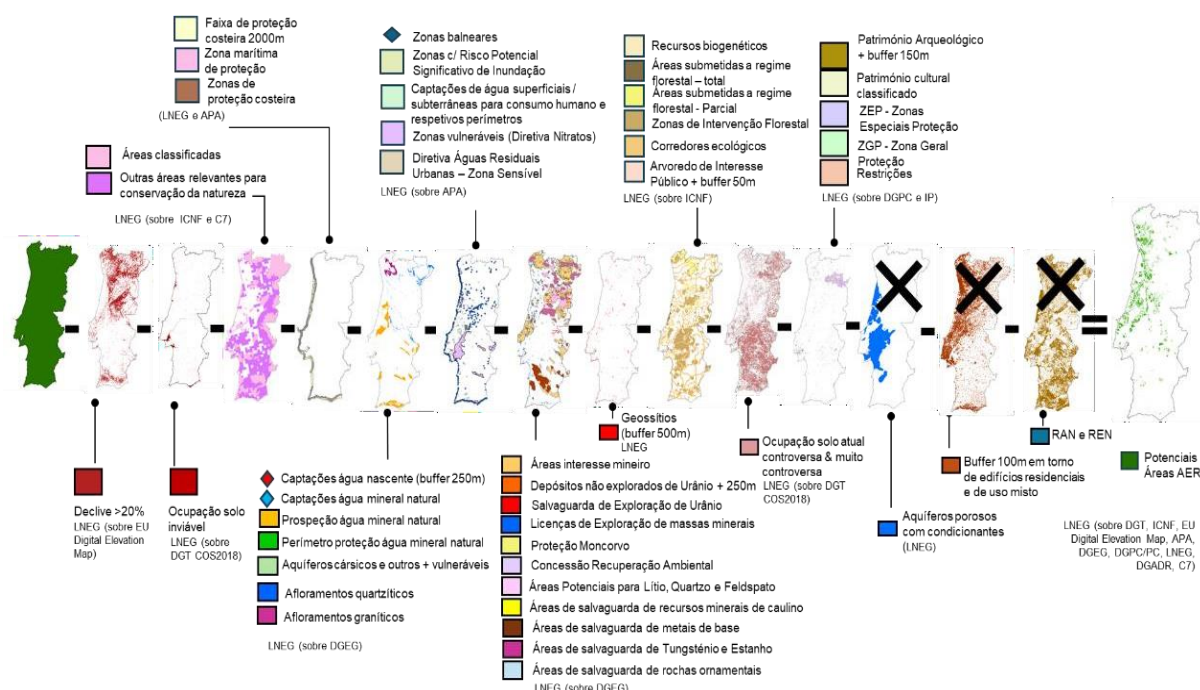 Faixa de proteção
costeira 2000m
Zona marítima
de proteção
Zonas de
proteção costeira
(LNEG e APA)
Áreas classificadas
Outras áreas relevantes para
conservação da natureza
LNEG (sobre ICNF e C7)
Zonas balneares
Zonas c/ Risco Potencial
Significativo de Inundação
Captações de água superficiais /
subterrâneas para consumo humano e
respetivos perímetros
Zonas vulneráveis (Diretiva Nitratos)
Diretiva Águas Residuais
Urbanas – Zona Sensível
LNEG (sobre APA)
Recursos biogenéticos
Áreas submetidas a regime
florestal – total
Áreas submetidas a regime
florestal - Parcial
Zonas de Intervenção Florestal
Corredores ecológicos
Arvoredo de Interesse
Público + buffer 50m
LNEG (sobre ICNF)
Património Arqueológico
+ buffer 150m
Património cultural
classificado
ZEP - Zonas
Especiais Proteção
ZGP - Zona Geral
Proteção
Restrições
LNEG (sobre DGPC e IP)
Declive >20%
LNEG (sobre EU
Digital Elevation
Map)
Ocupação solo
inviável
LNEG (sobre
DGT COS2018)
Captações água nascente (buffer 250m)
Captações água mineral natural
Prospeção água mineral natural
Perímetro proteção água mineral natural
Aquíferos cársicos e outros + vulneráveis
Afloramentos quartzíticos
Afloramentos graníticos
LNEG (sobre DGEG)
Áreas interesse mineiro
Depósitos não explorados de Urânio + 250m
Salvaguarda de Exploração de Urânio
Licenças de Exploração de massas minerais
Proteção Moncorvo
Concessão Recuperação Ambiental
Áreas Potenciais para Lítio, Quartzo e Feldspato
Áreas de salvaguarda de recursos minerais de caulino
Áreas de salvaguarda de metais de base
Áreas de salvaguarda de Tungsténio e Estanho
Áreas de salvaguarda de rochas ornamentais
LNEG (sobre DGEG)
Geossítios
(buffer 500m)
LNEG
Ocupação solo atual
controversa & muito
controversa
LNEG (sobre DGT
COS2018)
Aquíferos porosos
com condicionantes
(LNEG)
Buffer 100m em torno
de edifícios residenciais
e de uso misto
RAN e REN
Potenciais
Áreas AER
LNEG (sobre DGT, ICNF, EU
Digital Elevation Map, APA,
DGEG, DGPC/PC, LNEG,
DGADR, C7)